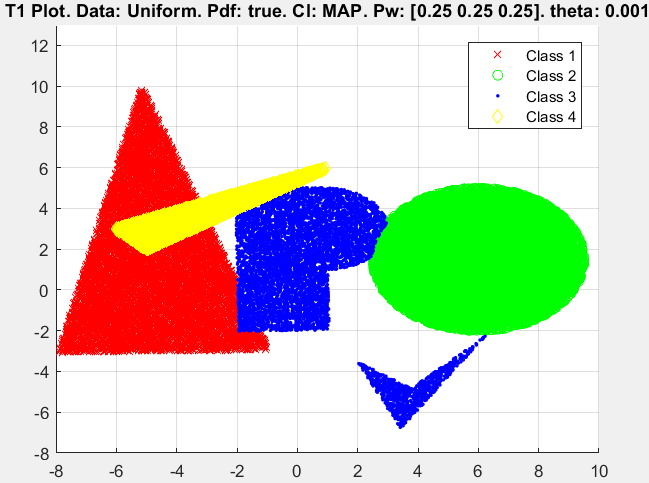 T1 Plot. Data: Uniform. Pdf: true. Cl: MAP. Pw: [0.25 0.25 0.25]. theta: 0.001
12
10
8
6
4
2
0
-2
-4
-6
-8
-8 -6 -4 -2 0 2 4 6 8 10
Class 1
Class 2
Class 3
Class 4